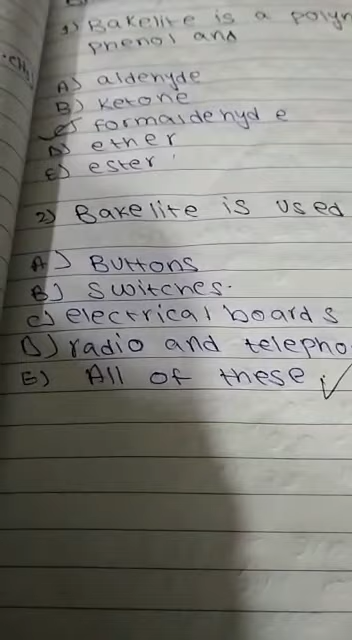 1) Bakelite is a polym
phenol and
A) aldehyde
B) Ketone
C) formaldehyde
D) ether
E) ester
2) Bakelite is used
A) Buttons
B) Switches.
C) electrical boards
D) radio and telepho
E) All of these ✓